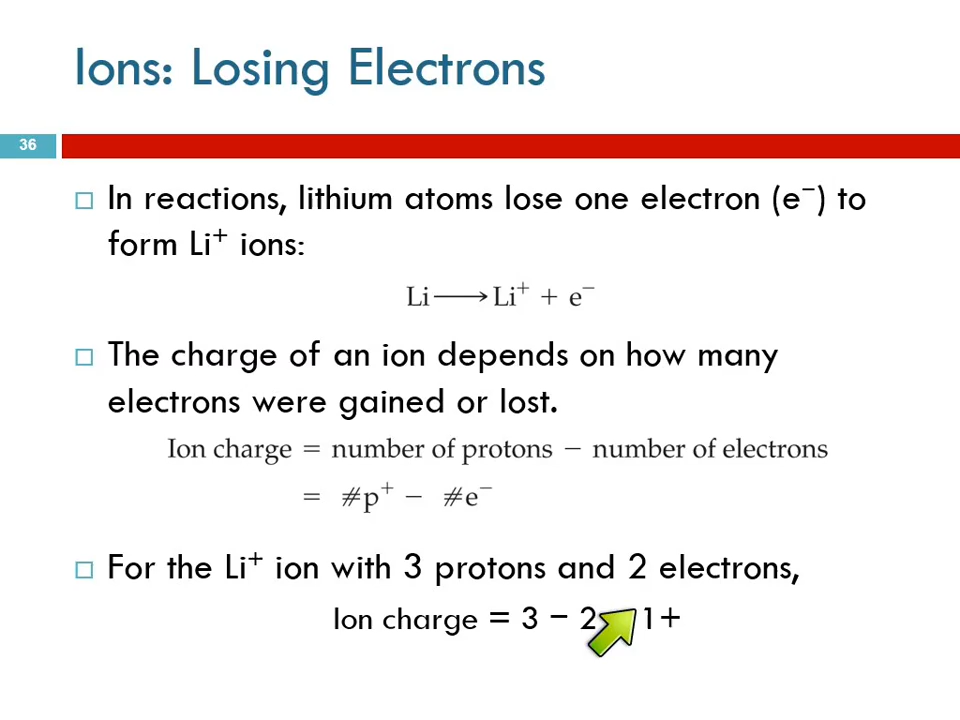 Ions: Losing Electrons
36
In reactions, lithium atoms lose one electron (e⁻) to
form Li⁺ ions:
Li ⟶ Li⁺ + e⁻
The charge of an ion depends on how many
electrons were gained or lost.
Ion charge = number of protons − number of electrons
= #p⁺ − #e⁻
For the Li⁺ ion with 3 protons and 2 electrons,
Ion charge = 3 − 2 1+